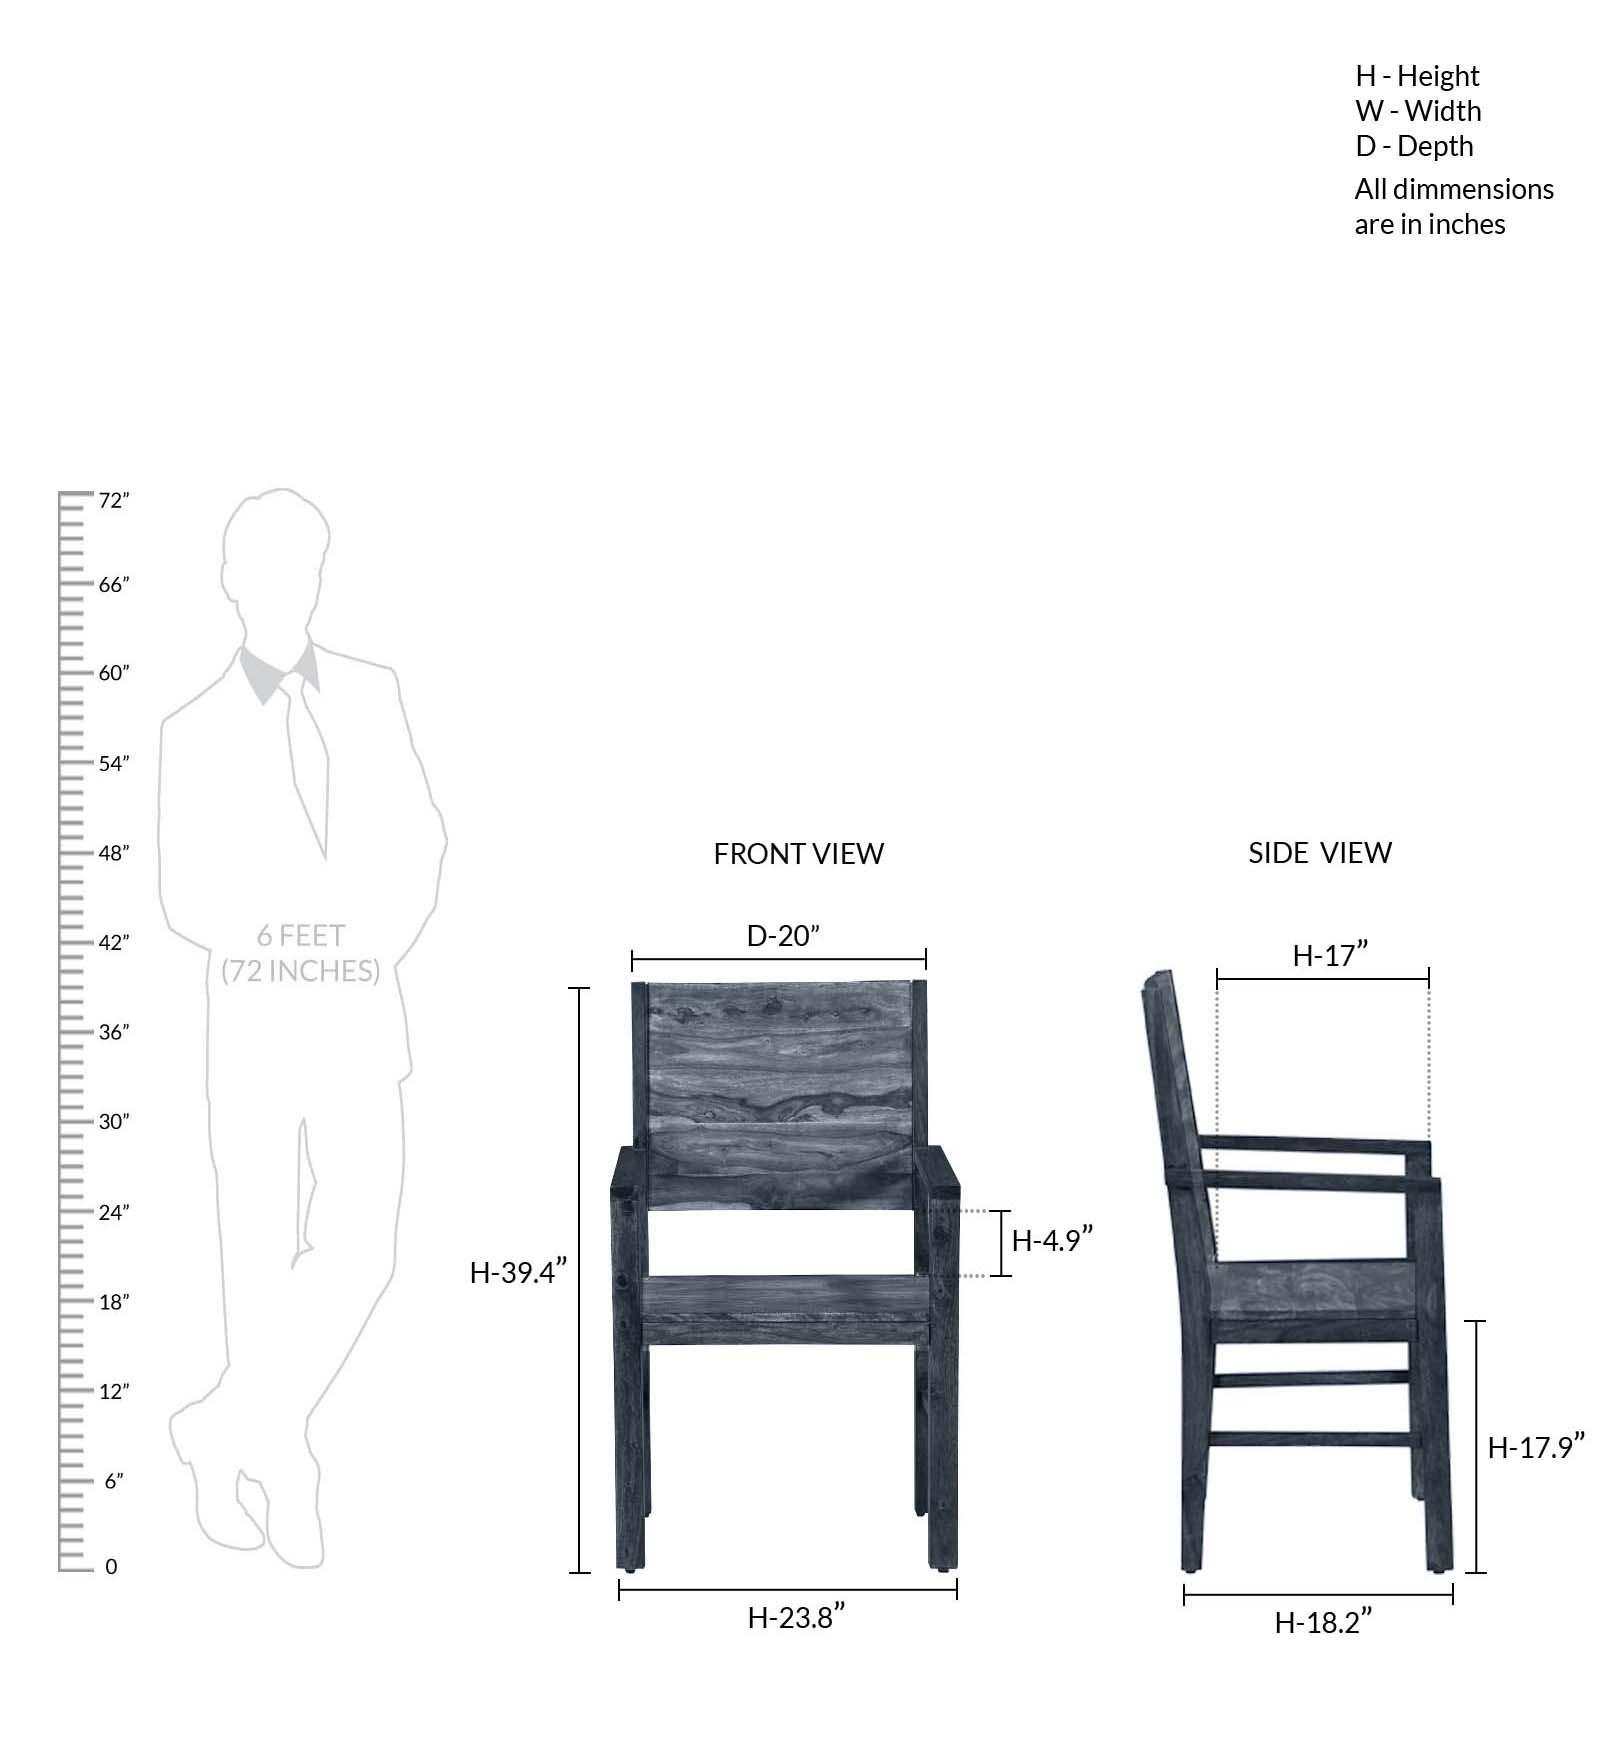 H - Height
W - Width
D - Depth
All dimmensions
are in inches
72”
66”
60”
54”
48”
42”
36”
30”
24”
18”
12”
6”
0
6 FEET
(72 INCHES)
FRONT VIEW
D-20”
H-39.4”
H-4.9”
H-23.8”
SIDE VIEW
H-17”
H-17.9”
H-18.2”